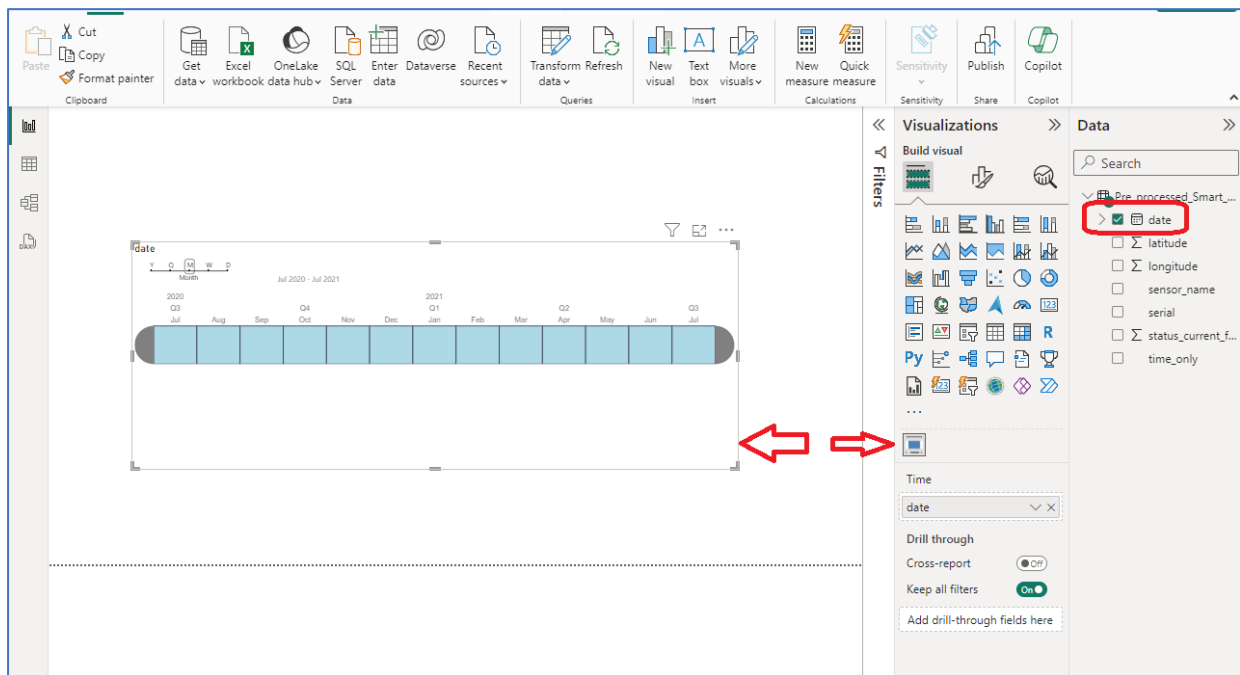 Paste
Cut
Copy
Format painter
Clipboard
Get data
Excel workbook
OneLake data hub
SQL Server
Enter data
Dataverse
Recent sources
Data
Transform data
Refresh
Queries
New visual
Text box
More visuals
Insert
New measure
Quick measure
Calculations
Sensitivity
Sensitivity
Publish
Share
Copilot
Copilot
date
Y Q M W D
Month
Jul 2020 - Jul 2021
2020 2021
Q3 Q4 Q1 Q2 Q3
Jul Aug Sep Oct Nov Dec Jan Feb Mar Apr May Jun Jul
Filters
Visualizations
Build visual
123
R
Py
123
...
Time
date
Drill through
Cross-report
Off
Keep all filters
On
Add drill-through fields here
Data
Search
Pre_processed_Smart_...
date
latitude
longitude
sensor_name
serial
status_current_f...
time_only